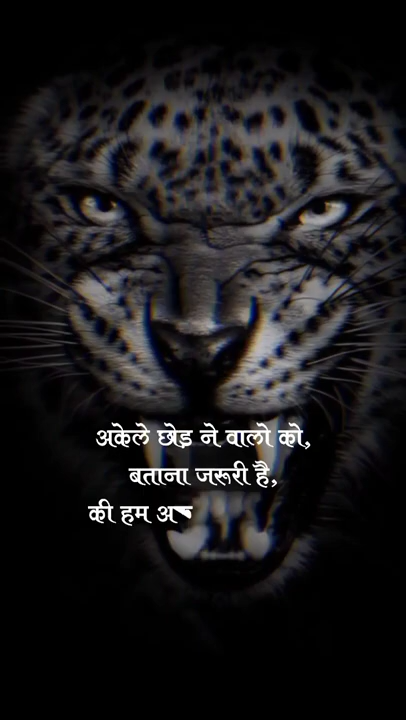 अकेले छोड़ ने वालो को,
बताना जरूरी है,
की हम अ